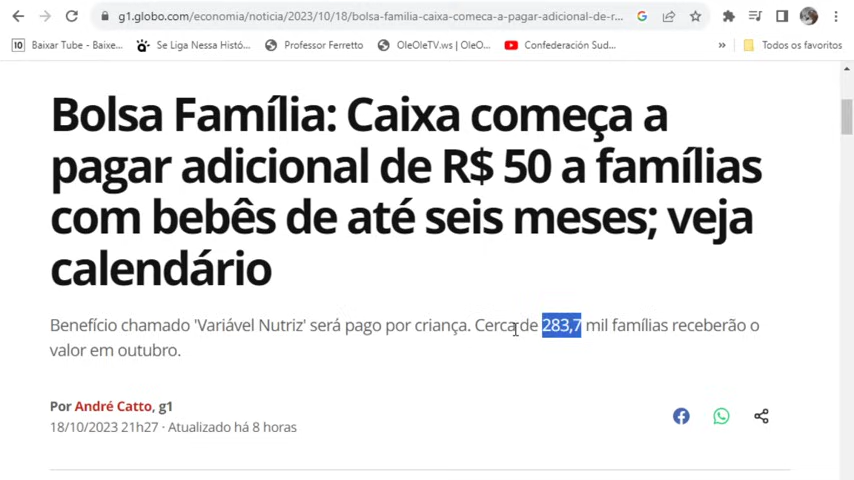 g1.globo.com/economia/noticia/2023/10/18/bolsa-familia-caixa-comeca-a-pagar-adicional-de-r...
10 Baixar Tube - Baixe... Se Liga Nessa Histó... Professor Ferretto OleOleTV.ws | OleO... Confederación Sud... » Todos os favoritos
Bolsa Família: Caixa começa a
pagar adicional de R$ 50 a famílias
com bebês de até seis meses; veja
calendário
Benefício chamado 'Variável Nutriz' será pago por criança. Cerca de 283,7 mil famílias receberão o
valor em outubro.
Por André Catto, g1
18/10/2023 21h27 · Atualizado há 8 horas